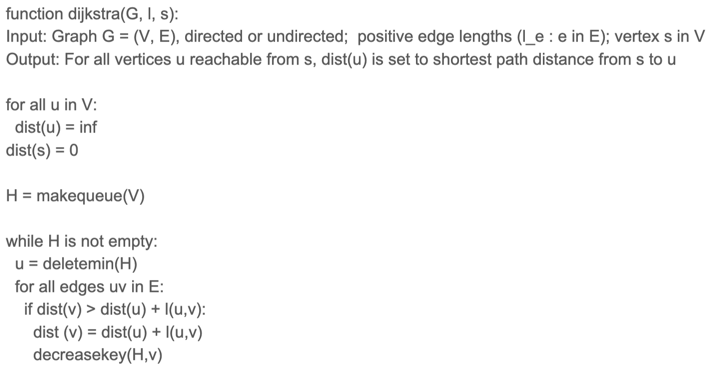 function dijkstra(G, l, s):
Input: Graph G = (V, E), directed or undirected;  positive edge lengths (l_e : e in E); vertex s in V
Output: For all vertices u reachable from s, dist(u) is set to shortest path distance from s to u
for all u in V:
  dist(u) = inf
dist(s) = 0
H = makequeue(V)
while H is not empty:
  u = deletemin(H)
  for all edges uv in E:
    if dist(v) > dist(u) + l(u,v):
      dist (v) = dist(u) + l(u,v)
      decreasekey(H,v)